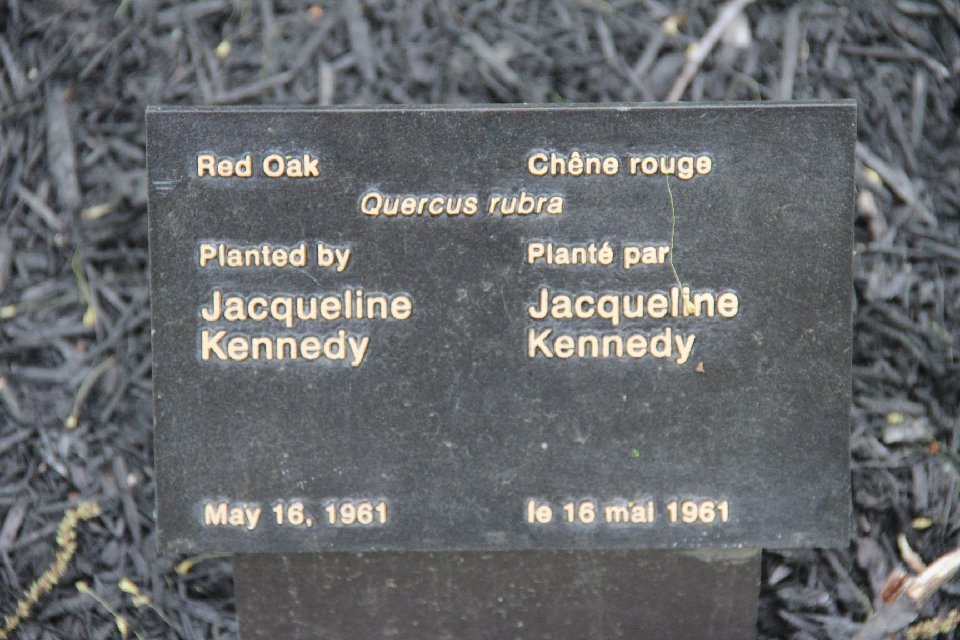 Red Oak
Chêne rouge
Quercus rubra
Planted by
Jacqueline
Kennedy
Planté par
Jacqueline
Kennedy
May 16, 1961
le 16 mai 1961